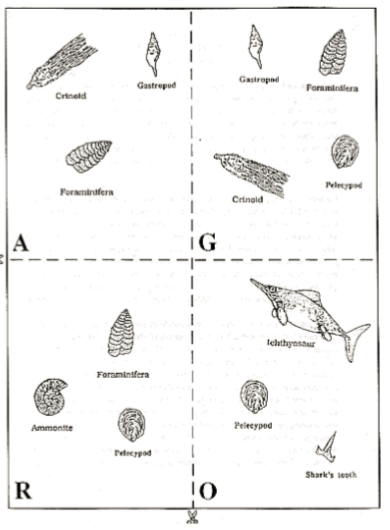 Crinoid
Gastropod
Foraminifera
A
Gastropod
Foraminifera
Crinoid
Pelecypod
G
Foraminifera
Ammonite
Pelecypod
R
Ichthyosaur
Pelecypod
Shark's tooth
O